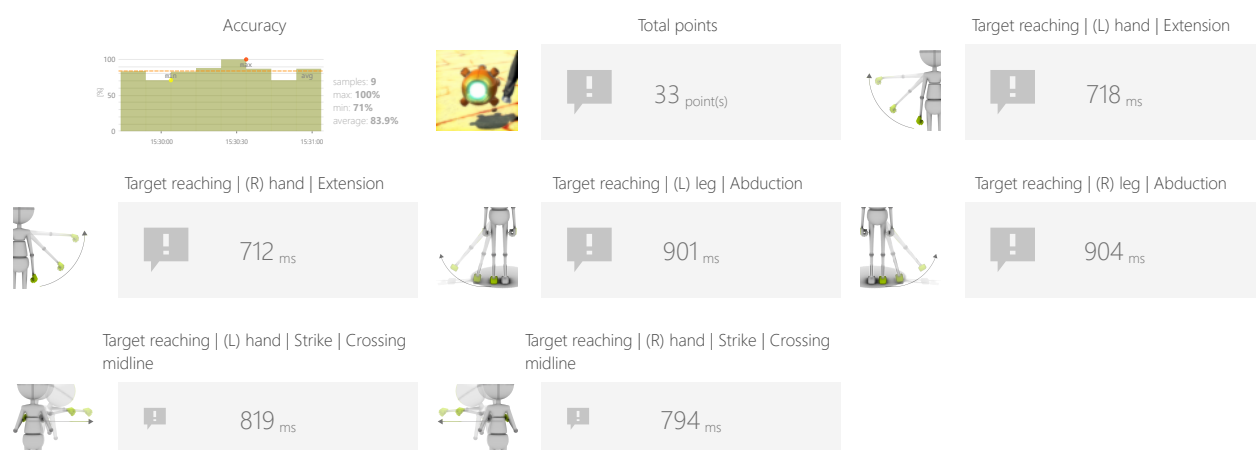 Accuracy
100
50
0
[%]
min
max
avg
15:30:00
15:30:30
15:31:00
samples: 9
max: 100%
min: 71%
average: 83.9%
Total points
33 point(s)
Target reaching | (L) hand | Extension
718 ms
Target reaching | (R) hand | Extension
712 ms
Target reaching | (L) leg | Abduction
901 ms
Target reaching | (R) leg | Abduction
904 ms
Target reaching | (L) hand | Strike | Crossing
midline
819 ms
Target reaching | (R) hand | Strike | Crossing
midline
794 ms